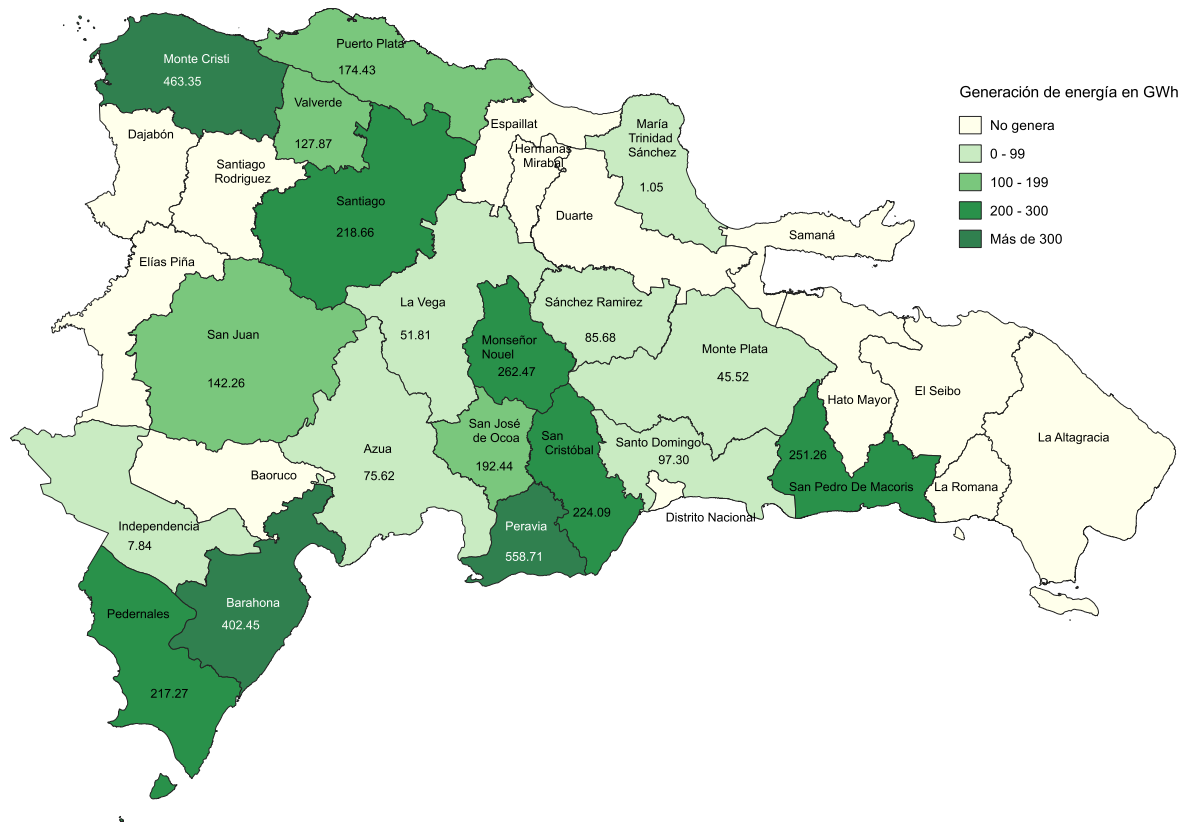 Generación de energía en GWh
No genera
0 - 99
100 - 199
200 - 300
Más de 300
Monte Cristi
463.35
Puerto Plata
174.43
Valverde
127.87
Dajabón
Santiago
Rodriguez
Santiago
218.66
Espaillat
Hermanas
Mirabal
María
Trinidad
Sánchez
1.05
Duarte
Samaná
Elías Piña
San Juan
142.26
La Vega
51.81
Monseñor
Nouel
262.47
Sánchez Ramirez
85.68
Monte Plata
45.52
Hato Mayor
El Seibo
La Altagracia
Azua
75.62
San José
de Ocoa
192.44
San
Cristóbal
224.09
Santo Domingo
97.30
251.26
San Pedro De Macoris
La Romana
Distrito Nacional
Baoruco
Independencia
7.84
Peravia
558.71
Barahona
402.45
Pedernales
217.27